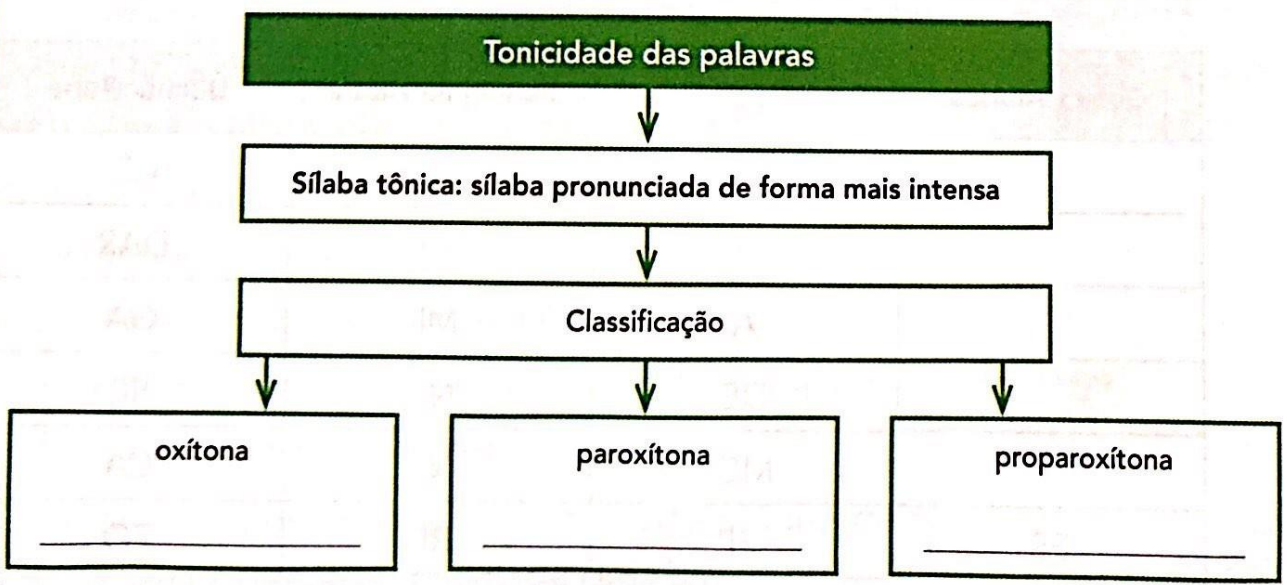 Tonicidade das palavras
Sílaba tônica: sílaba pronunciada de forma mais intensa
Classificação
oxítona
paroxítona
proparoxítona